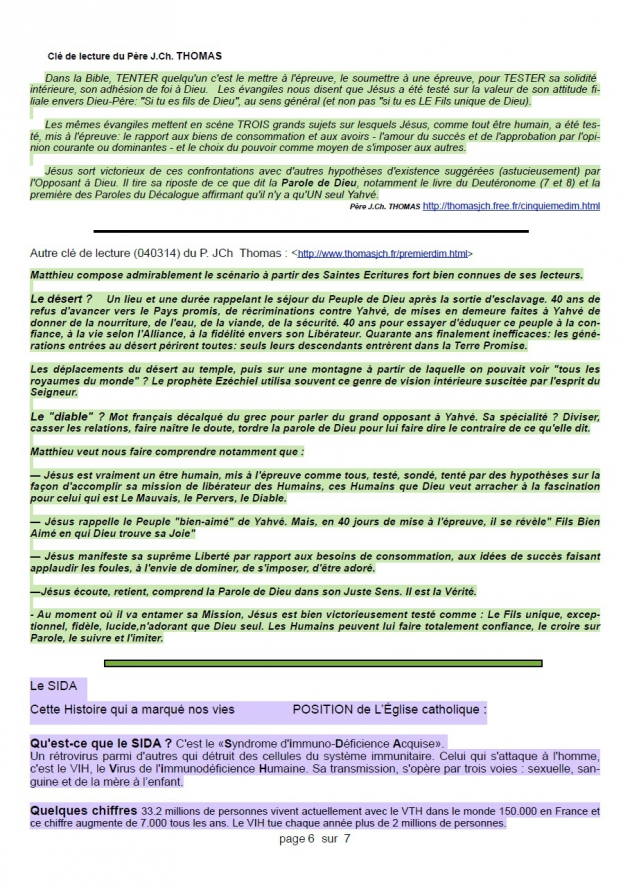 Clé de lecture du Père J.Ch. THOMAS
Dans la Bible, TENTER quelqu'un c'est le mettre à l'épreuve, le soumettre à une épreuve, pour TESTER sa solidité
intérieure, son adhésion de foi à Dieu. Les évangiles nous disent que Jésus a été testé sur la valeur de son attitude fi-
liale envers Dieu-Père: "Si tu es fils de Dieu", au sens général (et non pas "si tu es LE Fils unique de Dieu).
Les mêmes évangiles mettent en scène TROIS grands sujets sur lesquels Jésus, comme tout être humain, a été tes-
té, mis à l'épreuve: le rapport aux biens de consommation et aux avoirs - l'amour du succès et de l'approbation par l'opi-
nion courante ou dominantes - et le choix du pouvoir comme moyen de s'imposer aux autres.
Jésus sort victorieux de ces confrontations avec d'autres hypothèses d'existence suggérées (astucieusement) par
l'Opposant à Dieu. Il tire sa riposte de ce que dit la Parole de Dieu, notamment le livre du Deutéronome (7 et 8) et la
première des Paroles du Décalogue affirmant qu'il n'y a qu'UN seul Yahvé.
Père J.Ch. THOMAS http://thomasjch.free.fr/cinquiemedim.html
Autre clé de lecture (040314) du P. JCh Thomas : <http://www.thomasjch.fr/premierdim.html>
Matthieu compose admirablement le scénario à partir des Saintes Ecritures fort bien connues de ses lecteurs.
Le désert ? Un lieu et une durée rappelant le séjour du Peuple de Dieu après la sortie d'esclavage. 40 ans de
refus d'avancer vers le Pays promis, de récriminations contre Yahvé, de mises en demeure faites à Yahvé de
donner de la nourriture, de l'eau, de la viande, de la sécurité. 40 ans pour essayer d'éduquer ce peuple à la con-
fiance, à la vie selon l'Alliance, à la fidélité envers son Libérateur. Quarante ans finalement inefficaces: les géné-
rations entrées au désert périrent toutes: seuls leurs descendants entrèrent dans la Terre Promise.
Les déplacements du désert au temple, puis sur une montagne à partir de laquelle on pouvait voir "tous les
royaumes du monde" ? Le prophète Ezéchiel utilisa souvent ce genre de vision intérieure suscitée par l'esprit du
Seigneur.
Le "diable" ? Mot français décalqué du grec pour parler du grand opposant à Yahvé. Sa spécialité ? Diviser,
casser les relations, faire naître le doute, tordre la parole de Dieu pour lui faire dire le contraire de ce qu'elle dit.
Matthieu veut nous faire comprendre notamment que :
— Jésus est vraiment un être humain, mis à l'épreuve comme tous, testé, sondé, tenté par des hypothèses sur la
façon d'accomplir sa mission de libérateur des Humains, ces Humains que Dieu veut arracher à la fascination
pour celui qui est Le Mauvais, le Pervers, le Diable.
— Jésus rappelle le Peuple "bien-aimé" de Yahvé. Mais, en 40 jours de mise à l'épreuve, il se révèle" Fils Bien
Aimé en qui Dieu trouve sa Joie"
— Jésus manifeste sa suprême Liberté par rapport aux besoins de consommation, aux idées de succès faisant
applaudir les foules, à l'envie de dominer, de s'imposer, d'être adoré.
—Jésus écoute, retient, comprend la Parole de Dieu dans son Juste Sens. Il est la Vérité.
- Au moment où il va entamer sa Mission, Jésus est bien victorieusement testé comme : Le Fils unique, excep-
tionnel, fidèle, lucide,n'adorant que Dieu seul. Les Humains peuvent lui faire totalement confiance, le croire sur
Parole, le suivre et l'imiter.
Le SIDA
Cette Histoire qui a marqué nos vies POSITION de L'Église catholique :
Qu'est-ce que le SIDA ? C'est le «Syndrome d'Immuno-Déficience Acquise».
Un rétrovirus parmi d'autres qui détruit des cellules du système immunitaire. Celui qui s'attaque à l'homme,
c'est le VIH, le Virus de l'Immunodéficience Humaine. Sa transmission, s'opère par trois voies : sexuelle, san-
guine et de la mère à l'enfant.
Quelques chiffres 33.2 millions de personnes vivent actuellement avec le VTH dans le monde 150.000 en France et
ce chiffre augmente de 7.000 tous les ans. Le VIH tue chaque année plus de 2 millions de personnes.
page 6 sur 7